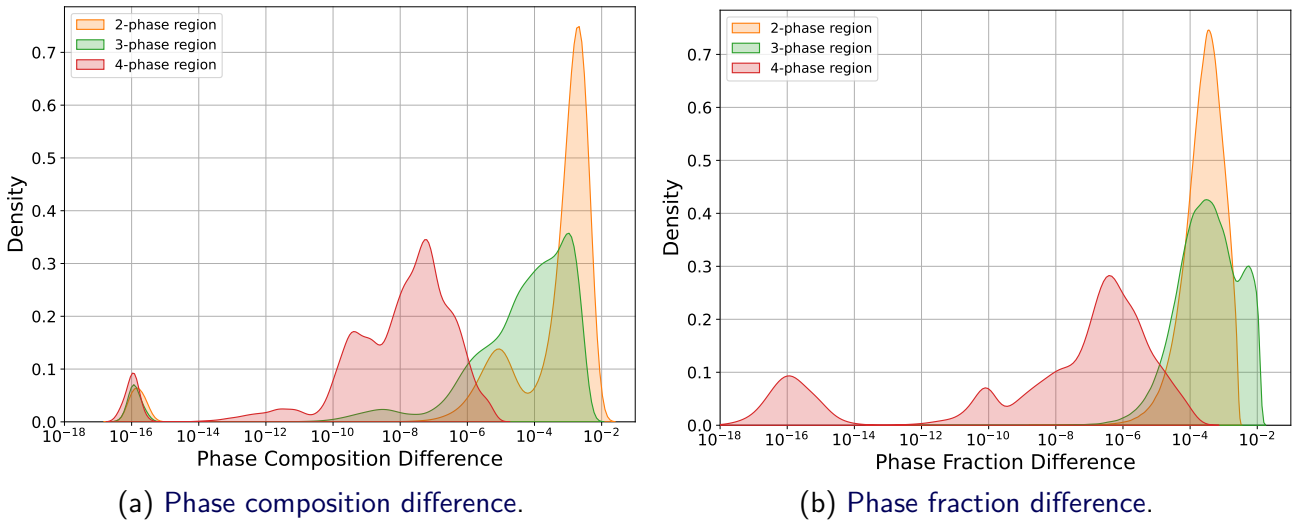 2-phase region
3-phase region
4-phase region
Density
0.7
0.6
0.5
0.4
0.3
0.2
0.1
0.0
10⁻¹⁸ 10⁻¹⁶ 10⁻¹⁴ 10⁻¹² 10⁻¹⁰ 10⁻⁸ 10⁻⁶ 10⁻⁴ 10⁻²
Phase Composition Difference
(a) Phase composition difference.
2-phase region
3-phase region
4-phase region
Density
0.7
0.6
0.5
0.4
0.3
0.2
0.1
0.0
10⁻¹⁸ 10⁻¹⁶ 10⁻¹⁴ 10⁻¹² 10⁻¹⁰ 10⁻⁸ 10⁻⁶ 10⁻⁴ 10⁻²
Phase Fraction Difference
(b) Phase fraction difference.